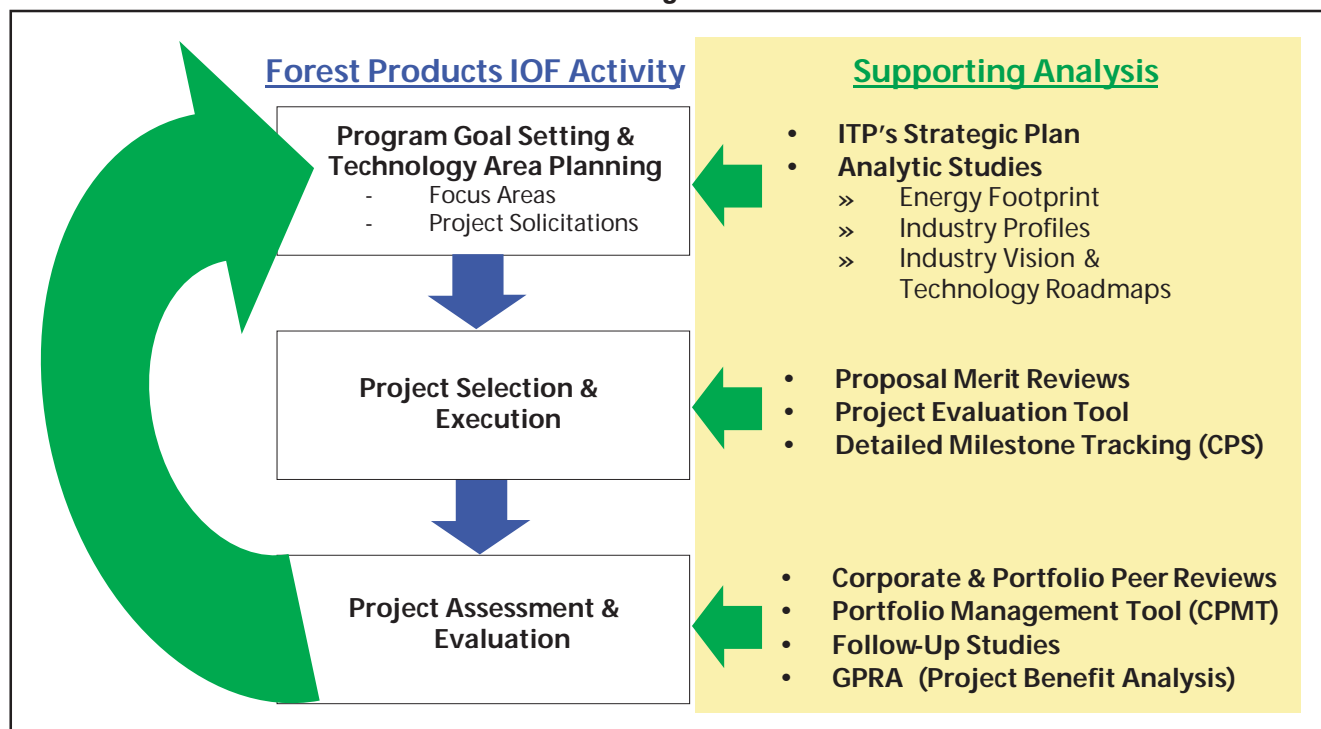 Forest Products IOF Activity
Program Goal Setting &
Technology Area Planning
- Focus Areas
- Project Solicitations
Project Selection &
Execution
Project Assessment &
Evaluation
Supporting Analysis
• ITP's Strategic Plan
• Analytic Studies
» Energy Footprint
» Industry Profiles
» Industry Vision &
Technology Roadmaps
• Proposal Merit Reviews
• Project Evaluation Tool
• Detailed Milestone Tracking (CPS)
• Corporate & Portfolio Peer Reviews
• Portfolio Management Tool (CPMT)
• Follow-Up Studies
• GPRA (Project Benefit Analysis)